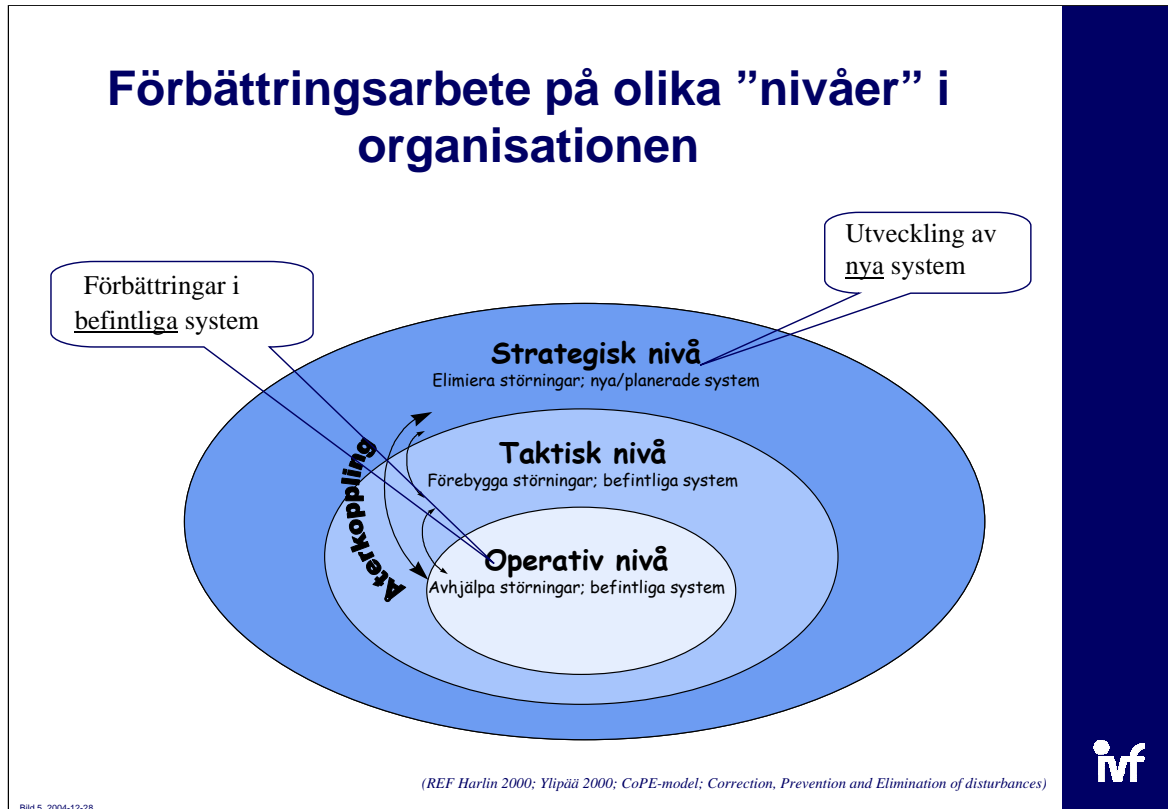 Förbättringsarbete på olika ”nivåer” i
organisationen
Utveckling av
nya system
Förbättringar i
befintliga system
Strategisk nivå
Elimiera störningar; nya/planerade system
Taktisk nivå
Förebygga störningar; befintliga system
Återkoppling
Operativ nivå
Avhjälpa störningar; befintliga system
(REF Harlin 2000; Ylipää 2000; CoPE-model; Correction, Prevention and Elimination of disturbances)
ivf
Bild 5, 2004-12-28